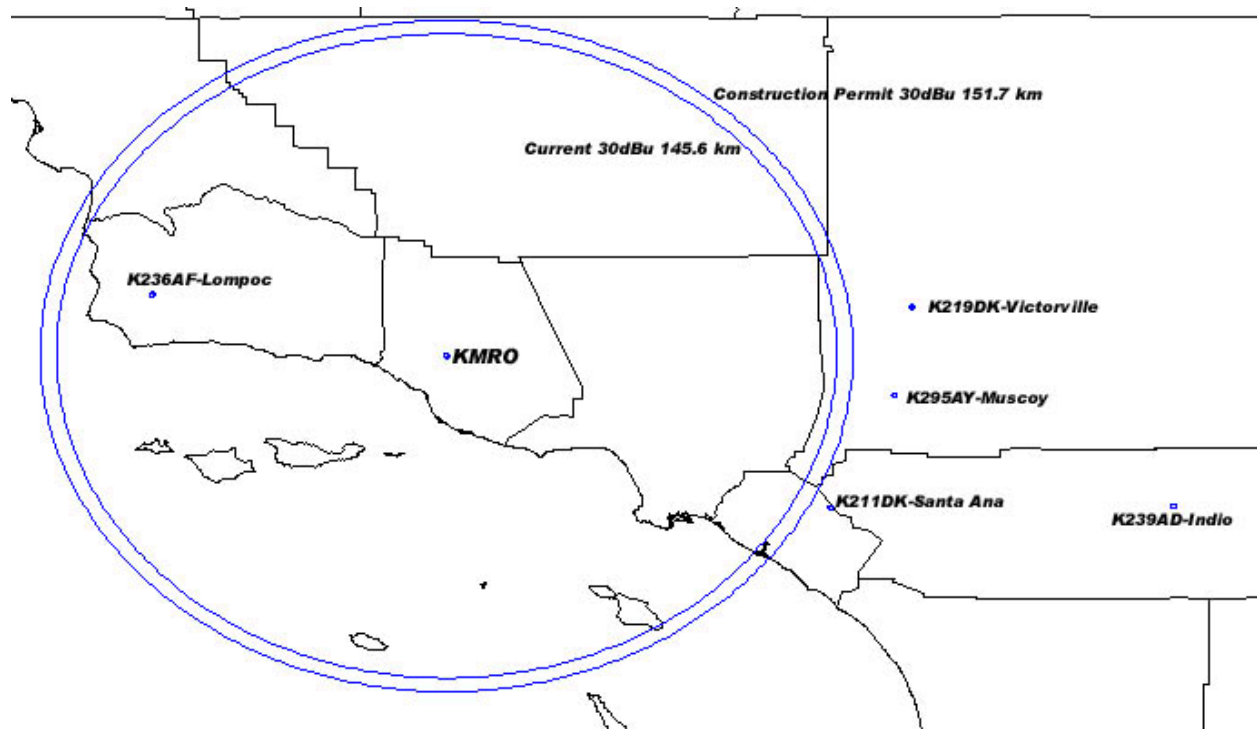 Construction Permit 30dBu 151.7 km
Current 30dBu 145.6 km
K236AF-Lompoc
K219DK-Victorville
KMRO
K295AY-Muscoy
K211DK-Santa Ana
K239AD-Indio